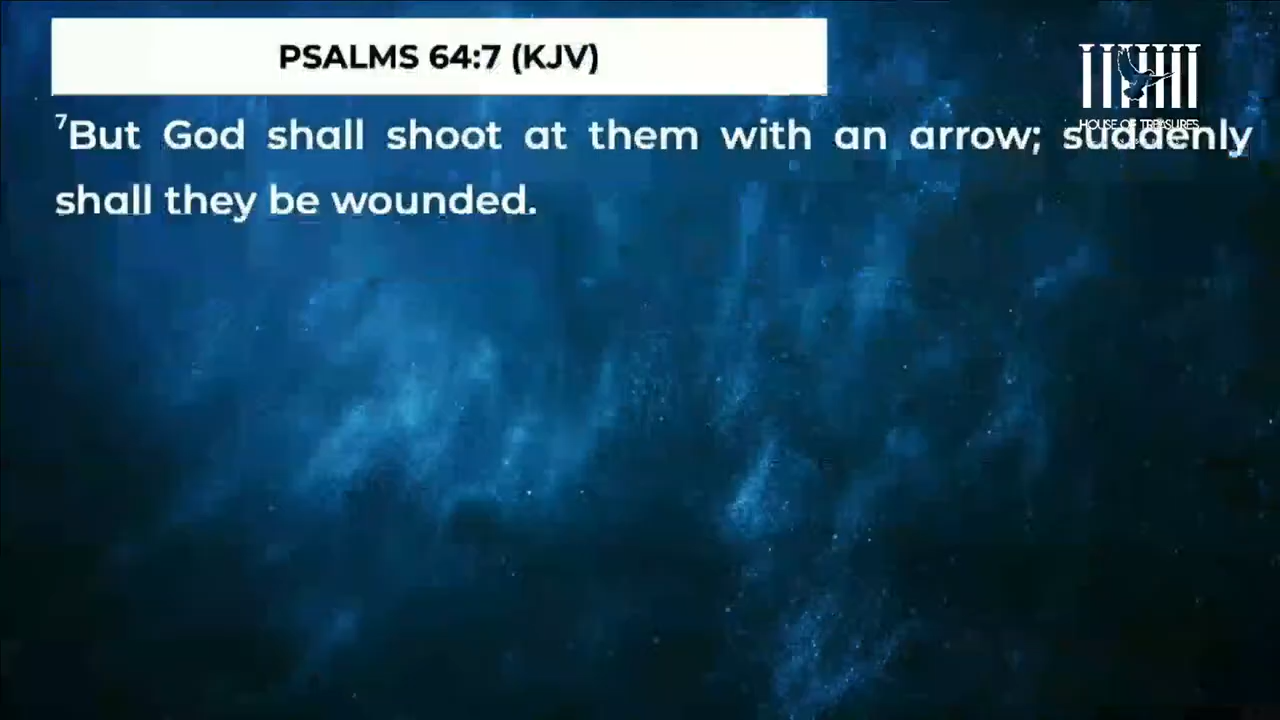 PSALMS 64:7 (KJV)
HOUSE OF TREASURES
⁷But God shall shoot at them with an arrow; suddenly
shall they be wounded.